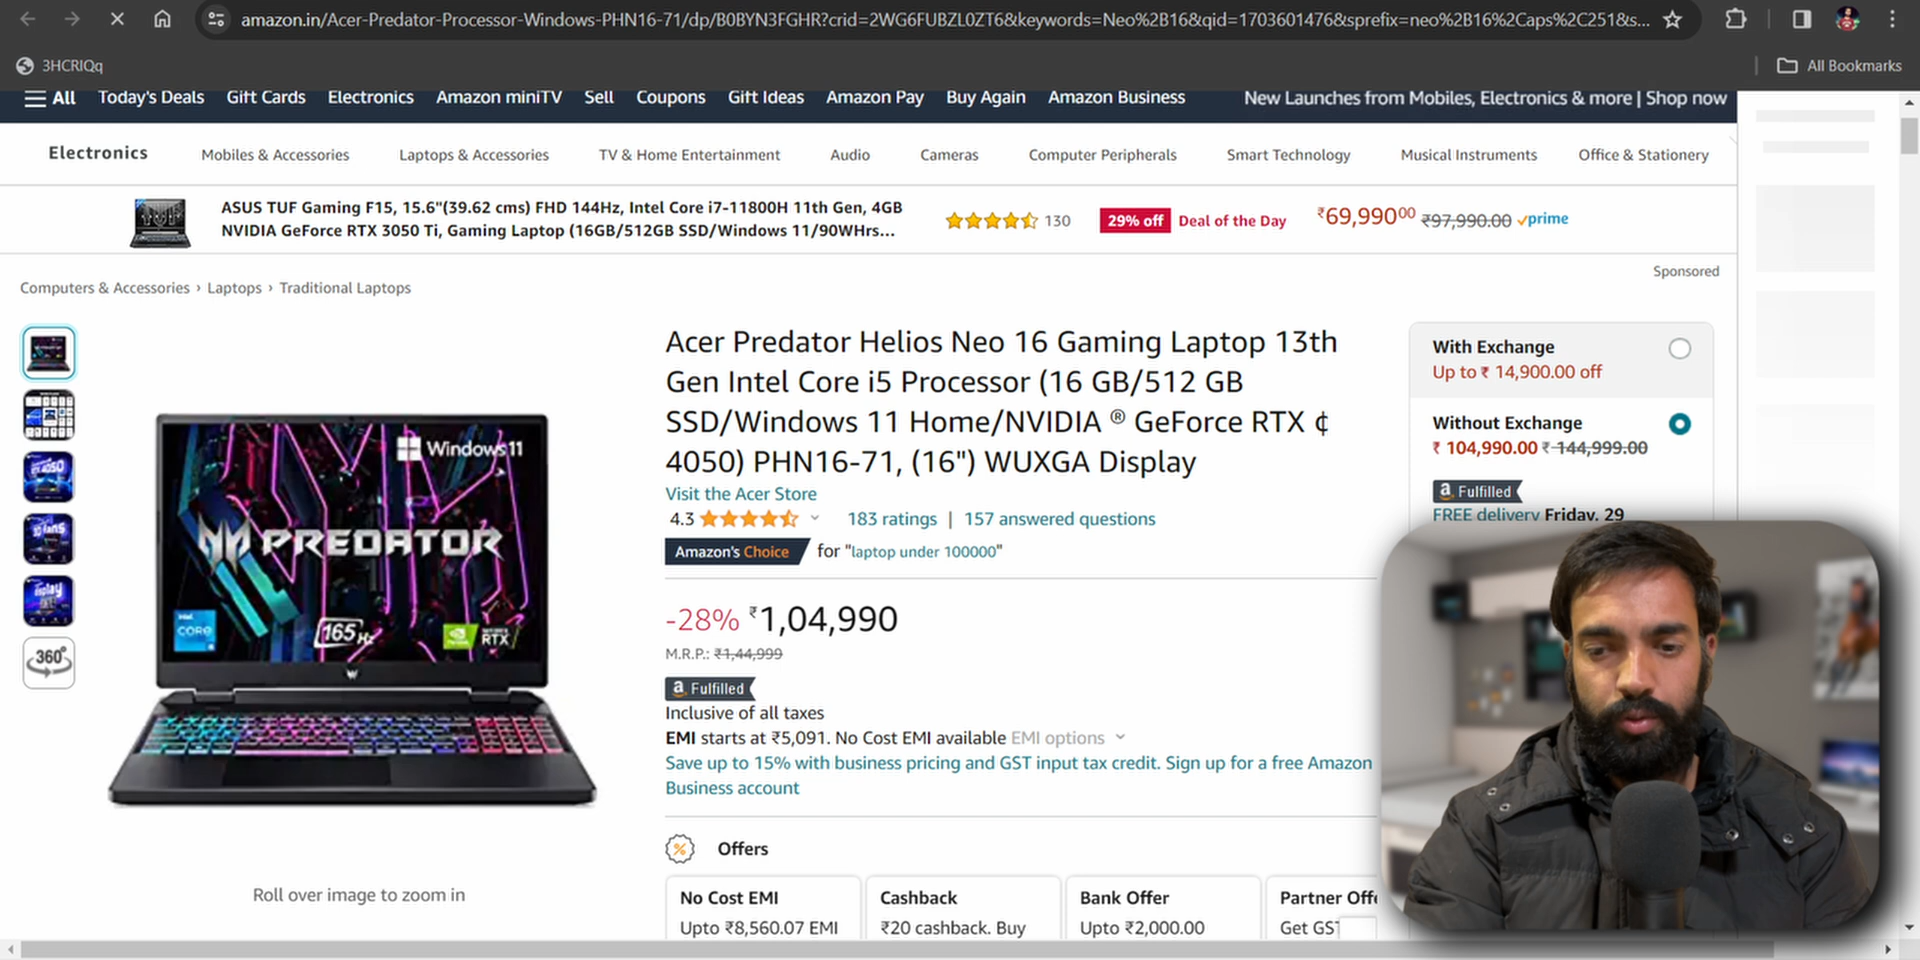 amazon.in/Acer-Predator-Processor-Windows-PHN16-71/dp/B0BYN3FGHR?crid=2WG6FUBZL0ZT6&keywords=Neo%2B16&qid=1703601476&sprefix=neo%2B16%2Caps%2C251&s...
3HCRIQq
All Bookmarks
All Today's Deals Gift Cards Electronics Amazon miniTV Sell Coupons Gift Ideas Amazon Pay Buy Again Amazon Business New Launches from Mobiles, Electronics & more | Shop now
Electronics Mobiles & Accessories Laptops & Accessories TV & Home Entertainment Audio Cameras Computer Peripherals Smart Technology Musical Instruments Office & Stationery
ASUS TUF Gaming F15, 15.6"(39.62 cms) FHD 144Hz, Intel Core i7-11800H 11th Gen, 4GB
NVIDIA GeForce RTX 3050 Ti, Gaming Laptop (16GB/512GB SSD/Windows 11/90WHrs...
130 29% off Deal of the Day ₹69,990⁰⁰ ₹97,990.00 prime
Sponsored
Computers & Accessories › Laptops › Traditional Laptops
Acer Predator Helios Neo 16 Gaming Laptop 13th
Gen Intel Core i5 Processor (16 GB/512 GB
SSD/Windows 11 Home/NVIDIA ® GeForce RTX ¢
4050) PHN16-71, (16") WUXGA Display
Visit the Acer Store
4.3 183 ratings | 157 answered questions
Amazon's Choice for "laptop under 100000"
-28% ₹1,04,990
M.R.P.: ₹1,44,999
a Fulfilled
Inclusive of all taxes
EMI starts at ₹5,091. No Cost EMI available EMI options
Save up to 15% with business pricing and GST input tax credit. Sign up for a free Amazon
Business account
Offers
No Cost EMI
Upto ₹8,560.07 EMI
Cashback
₹20 cashback. Buy
Bank Offer
Upto ₹2,000.00
Partner Off
Get GST
With Exchange
Up to ₹ 14,900.00 off
Without Exchange
₹ 104,990.00 ₹ 144,999.00
a Fulfilled
FREE delivery Friday, 29
Windows 11
PREDATOR
intel
CORE
i5
165Hz
RTX
RTX 4050
360°
Roll over image to zoom in